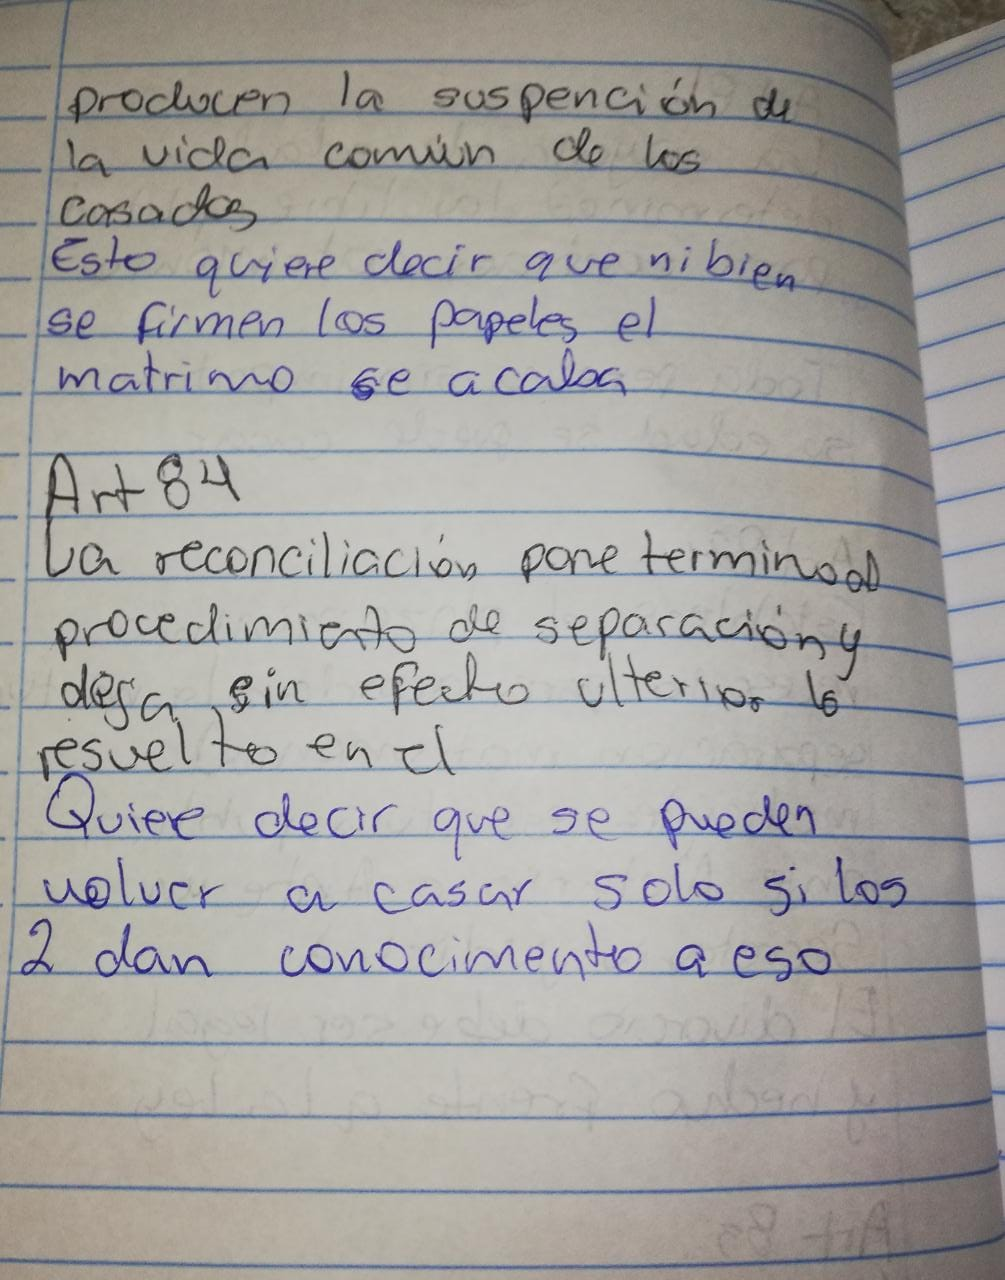 producen la suspención de
la vida común de los
casados
Esto quiere decir que ni bien
se firmen los papeles el
matrimo se acaba
Art 84
La reconciliación pone termino al
procedimiento de separación y
deja sin efecto ulterior lo
resuelto en el
Quiere decir que se pueden
volver a casar solo si los
2 dan conocimento a eso